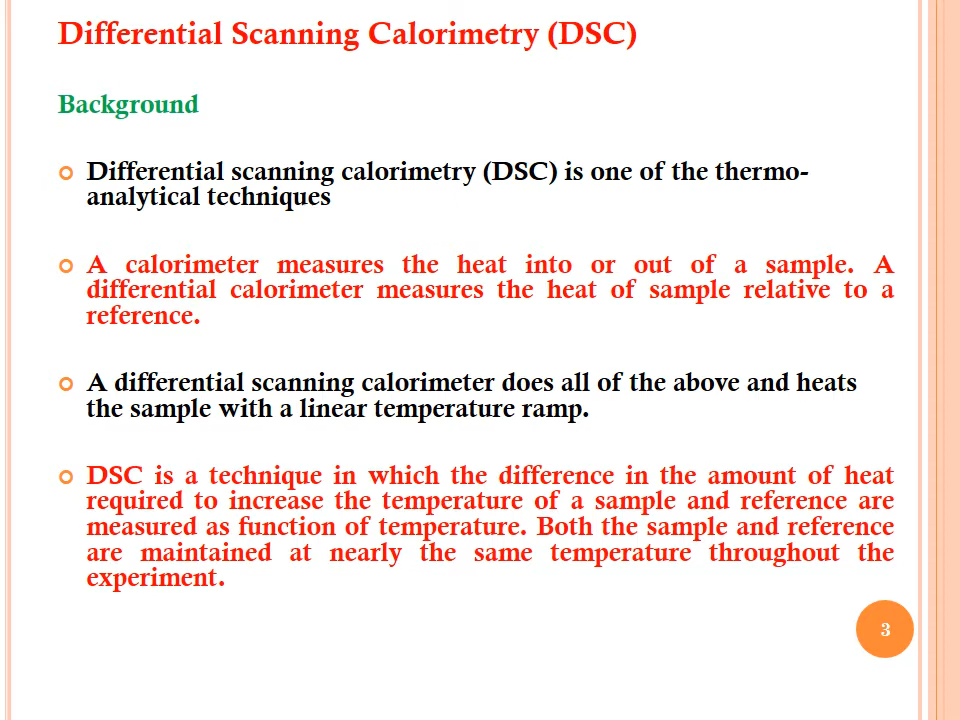 Differential Scanning Calorimetry (DSC)
Background
Differential scanning calorimetry (DSC) is one of the thermo-
analytical techniques
A calorimeter measures the heat into or out of a sample. A
differential calorimeter measures the heat of sample relative to a
reference.
A differential scanning calorimeter does all of the above and heats
the sample with a linear temperature ramp.
DSC is a technique in which the difference in the amount of heat
required to increase the temperature of a sample and reference are
measured as function of temperature. Both the sample and reference
are maintained at nearly the same temperature throughout the
experiment.
3